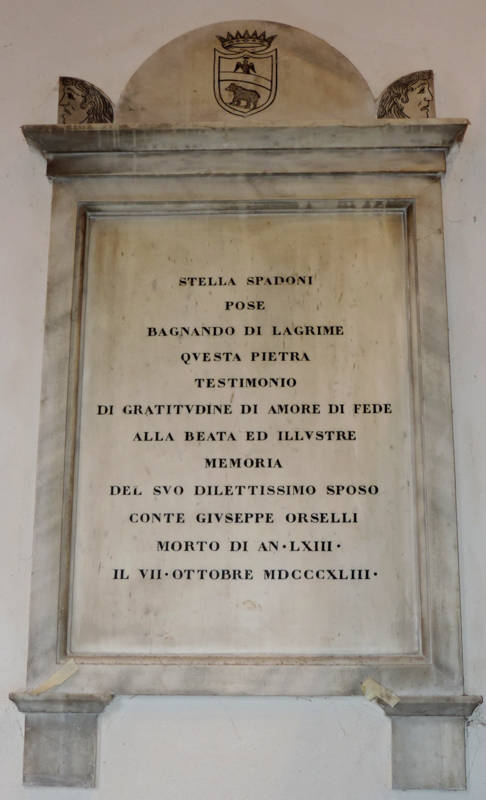 STELLA SPADONI
POSE
BAGNANDO DI LAGRIME
QVESTA PIETRA
TESTIMONIO
DI GRATITVDINE DI AMORE DI FEDE
ALLA BEATA ED ILLVSTRE
MEMORIA
DEL SVO DILETTISSIMO SPOSO
CONTE GIVSEPPE ORSELLI
MORTO DI AN·LXIII·
IL VII·OTTOBRE MDCCCXLIII·